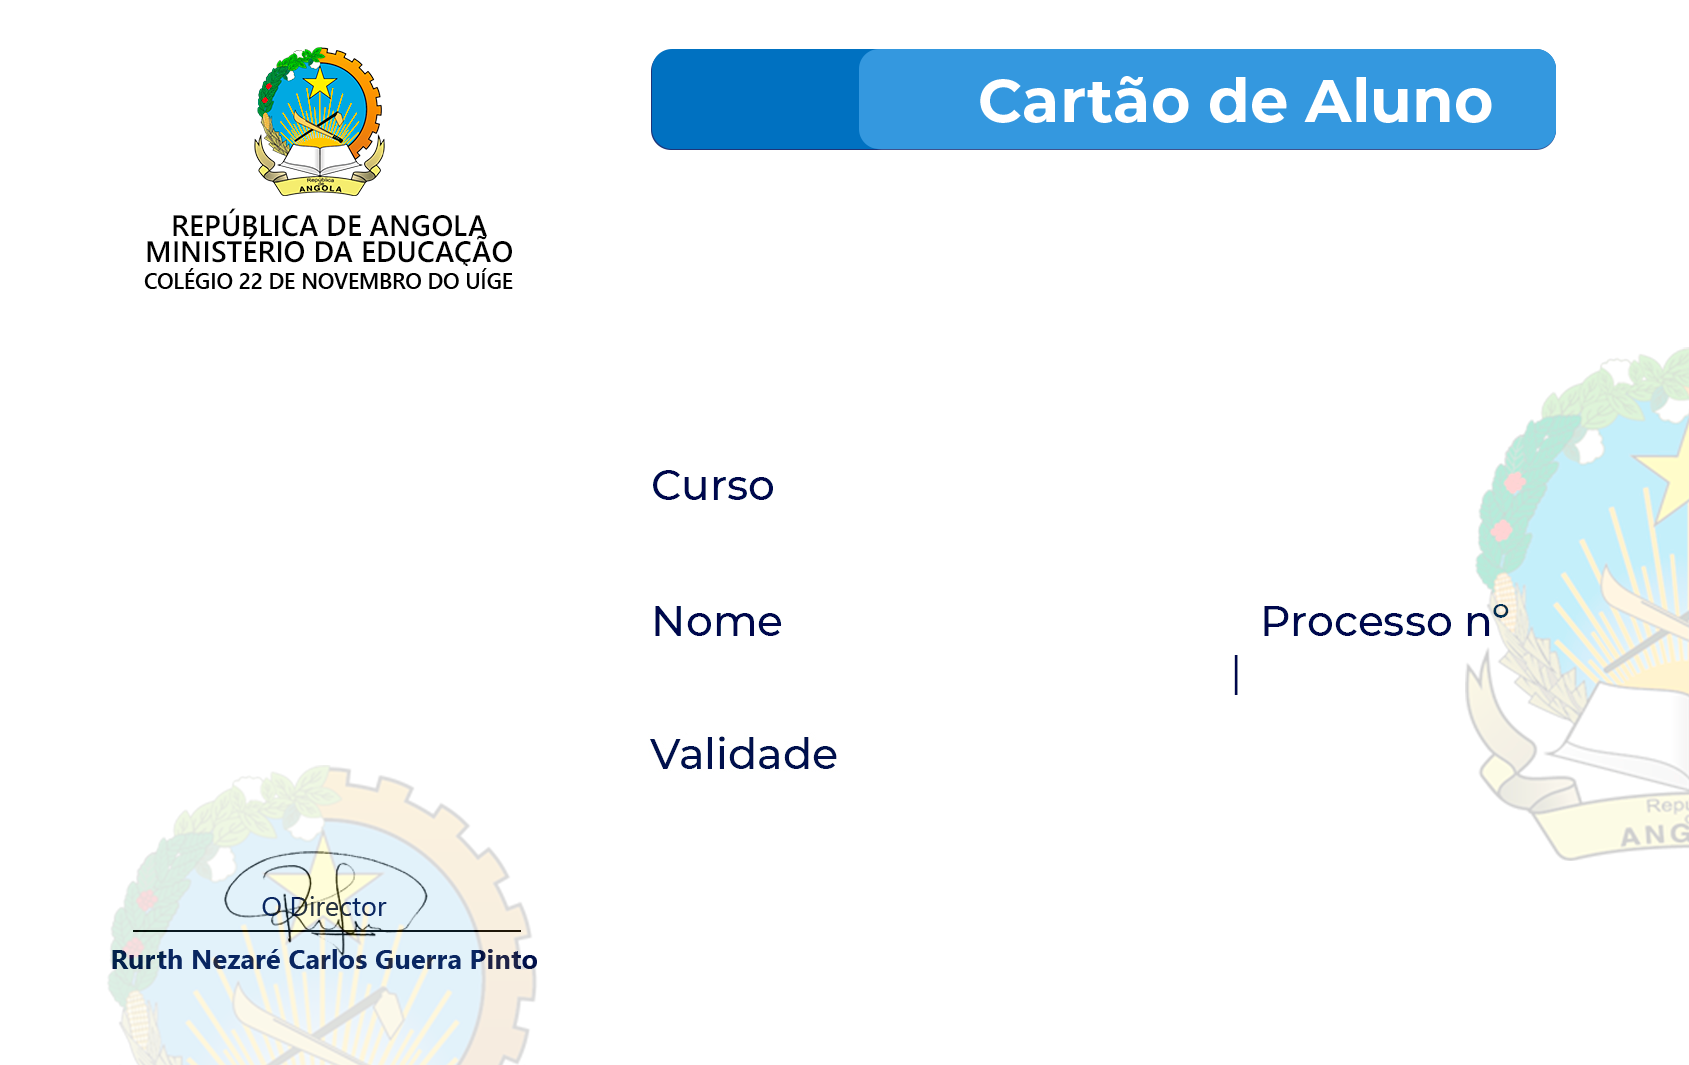 República
de
ANGOLA
REPÚBLICA DE ANGOLA
MINISTÉRIO DA EDUCAÇÃO
COLÉGIO 22 DE NOVEMBRO DO UÍGE
Cartão de Aluno
Curso
Nome
Processo nº
|
Validade
Repú
ANG
O Director
Rurth Nezaré Carlos Guerra Pinto